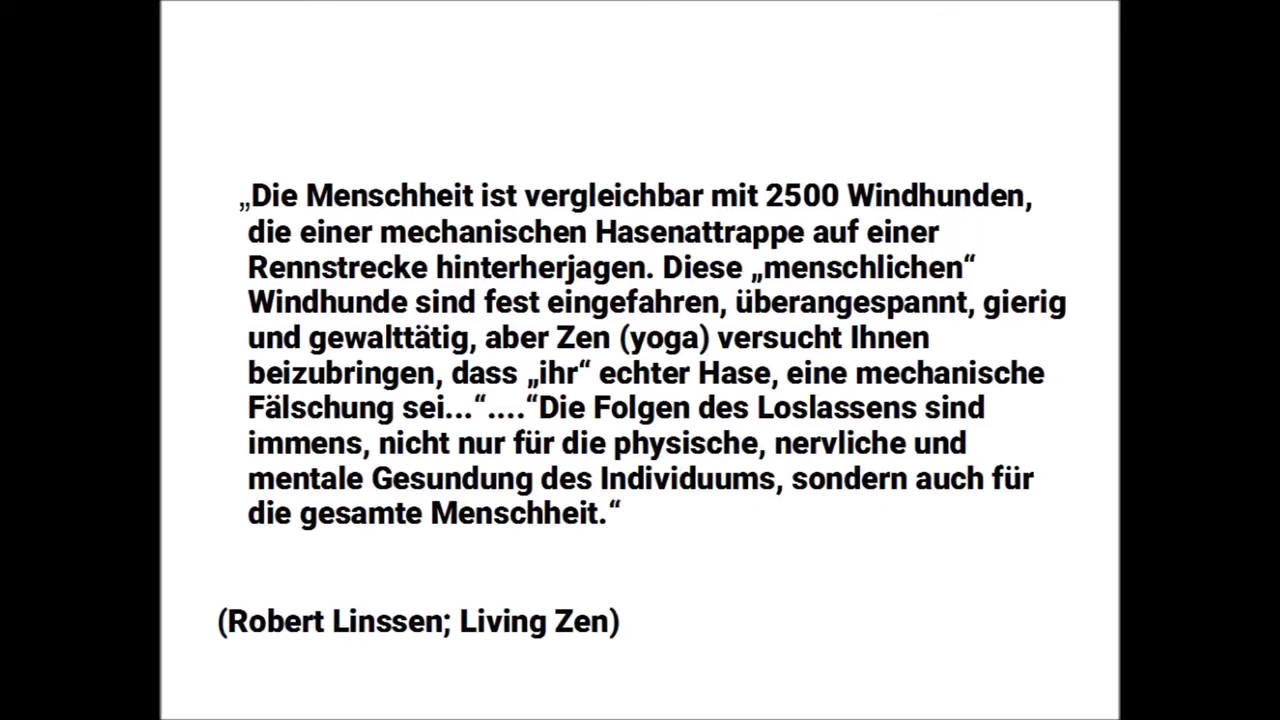 „Die Menschheit ist vergleichbar mit 2500 Windhunden,
die einer mechanischen Hasenattrappe auf einer
Rennstrecke hinterherjagen. Diese „menschlichen“
Windhunde sind fest eingefahren, überangespannt, gierig
und gewalttätig, aber Zen (yoga) versucht Ihnen
beizubringen, dass „ihr“ echter Hase, eine mechanische
Fälschung sei...“....“Die Folgen des Loslassens sind
immens, nicht nur für die physische, nervliche und
mentale Gesundung des Individuums, sondern auch für
die gesamte Menschheit.“
(Robert Linssen; Living Zen)